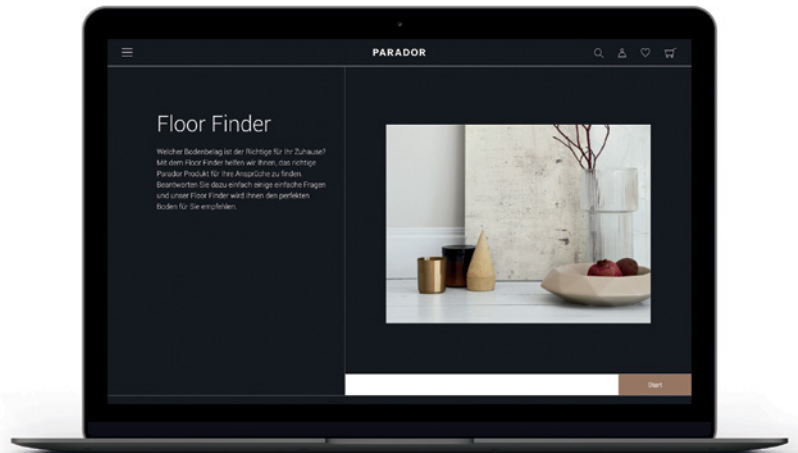 PARADOR
Floor Finder
Welcher Bodenbelag ist der Richtige für Ihr Zuhause?
Mit dem Floor Finder helfen wir Ihnen, das richtige
Parador Produkt für Ihre Ansprüche zu finden.
Beantworten Sie dazu einfach einige einfache Fragen
und unser Floor Finder wird Ihnen den perfekten
Boden für Sie empfehlen.
Start